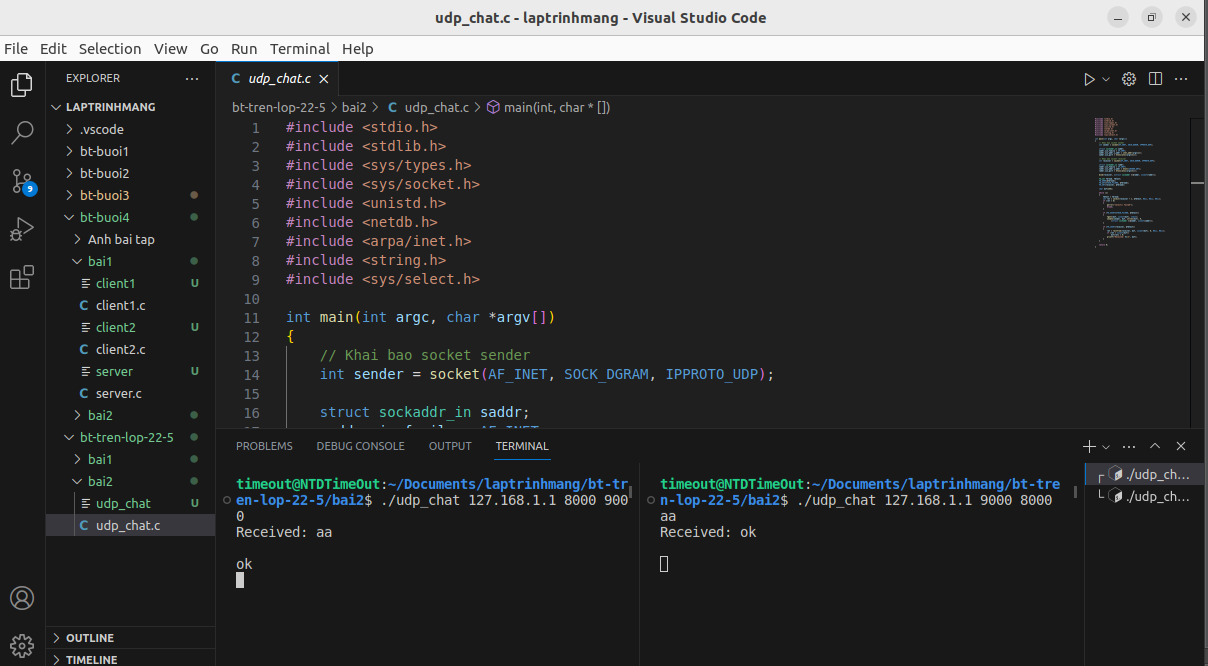 udp_chat.c - laptrinhmang - Visual Studio Code
File Edit Selection View Go Run Terminal Help
EXPLORER
LAPTRINHMANG
.vscode
bt-buoi1
bt-buoi2
bt-buoi3
bt-buoi4
Anh bai tap
bai1
client1 U
C client1.c
client2 U
C client2.c
server U
C server.c
bai2
bt-tren-lop-22-5
bai1
bai2
udp_chat U
C udp_chat.c
OUTLINE
TIMELINE
9
C udp_chat.c
bt-tren-lop-22-5 > bai2 > C udp_chat.c > main(int, char * [])
1 #include <stdio.h>
2 #include <stdlib.h>
3 #include <sys/types.h>
4 #include <sys/socket.h>
5 #include <unistd.h>
6 #include <netdb.h>
7 #include <arpa/inet.h>
8 #include <string.h>
9 #include <sys/select.h>
10
11 int main(int argc, char *argv[])
12 {
13 // Khai bao socket sender
14 int sender = socket(AF_INET, SOCK_DGRAM, IPPROTO_UDP);
15
16 struct sockaddr_in saddr;
PROBLEMS DEBUG CONSOLE OUTPUT TERMINAL
timeout@NTDTimeOut:~/Documents/laptrinhmang/bt-tr
en-lop-22-5/bai2$ ./udp_chat 127.168.1.1 8000 900
0
Received: aa
ok
timeout@NTDTimeOut:~/Documents/laptrinhmang/bt-tre
n-lop-22-5/bai2$ ./udp_chat 127.168.1.1 9000 8000
aa
Received: ok
./udp_ch...
./udp_ch...